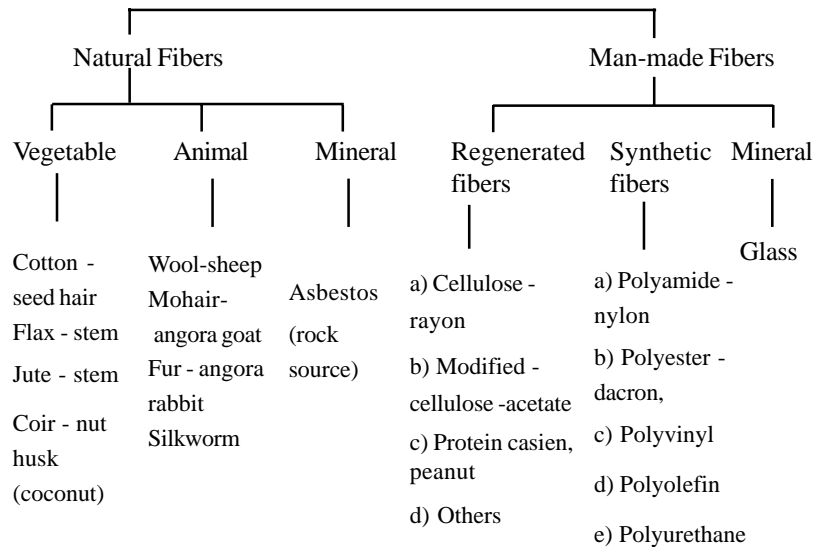 Natural Fibers
Man-made Fibers
Vegetable
Animal
Mineral
Regenerated
fibers
Synthetic
fibers
Mineral
Cotton -
seed hair
Flax - stem
Jute - stem
Coir - nut
husk
(coconut)
Wool-sheep
Mohair-
angora goat
Fur - angora
rabbit
Silkworm
Asbestos
(rock
source)
a) Cellulose -
rayon
b) Modified -
cellulose -acetate
c) Protein casien,
peanut
d) Others
a) Polyamide -
nylon
b) Polyester -
dacron,
c) Polyvinyl
d) Polyolefin
e) Polyurethane
Glass